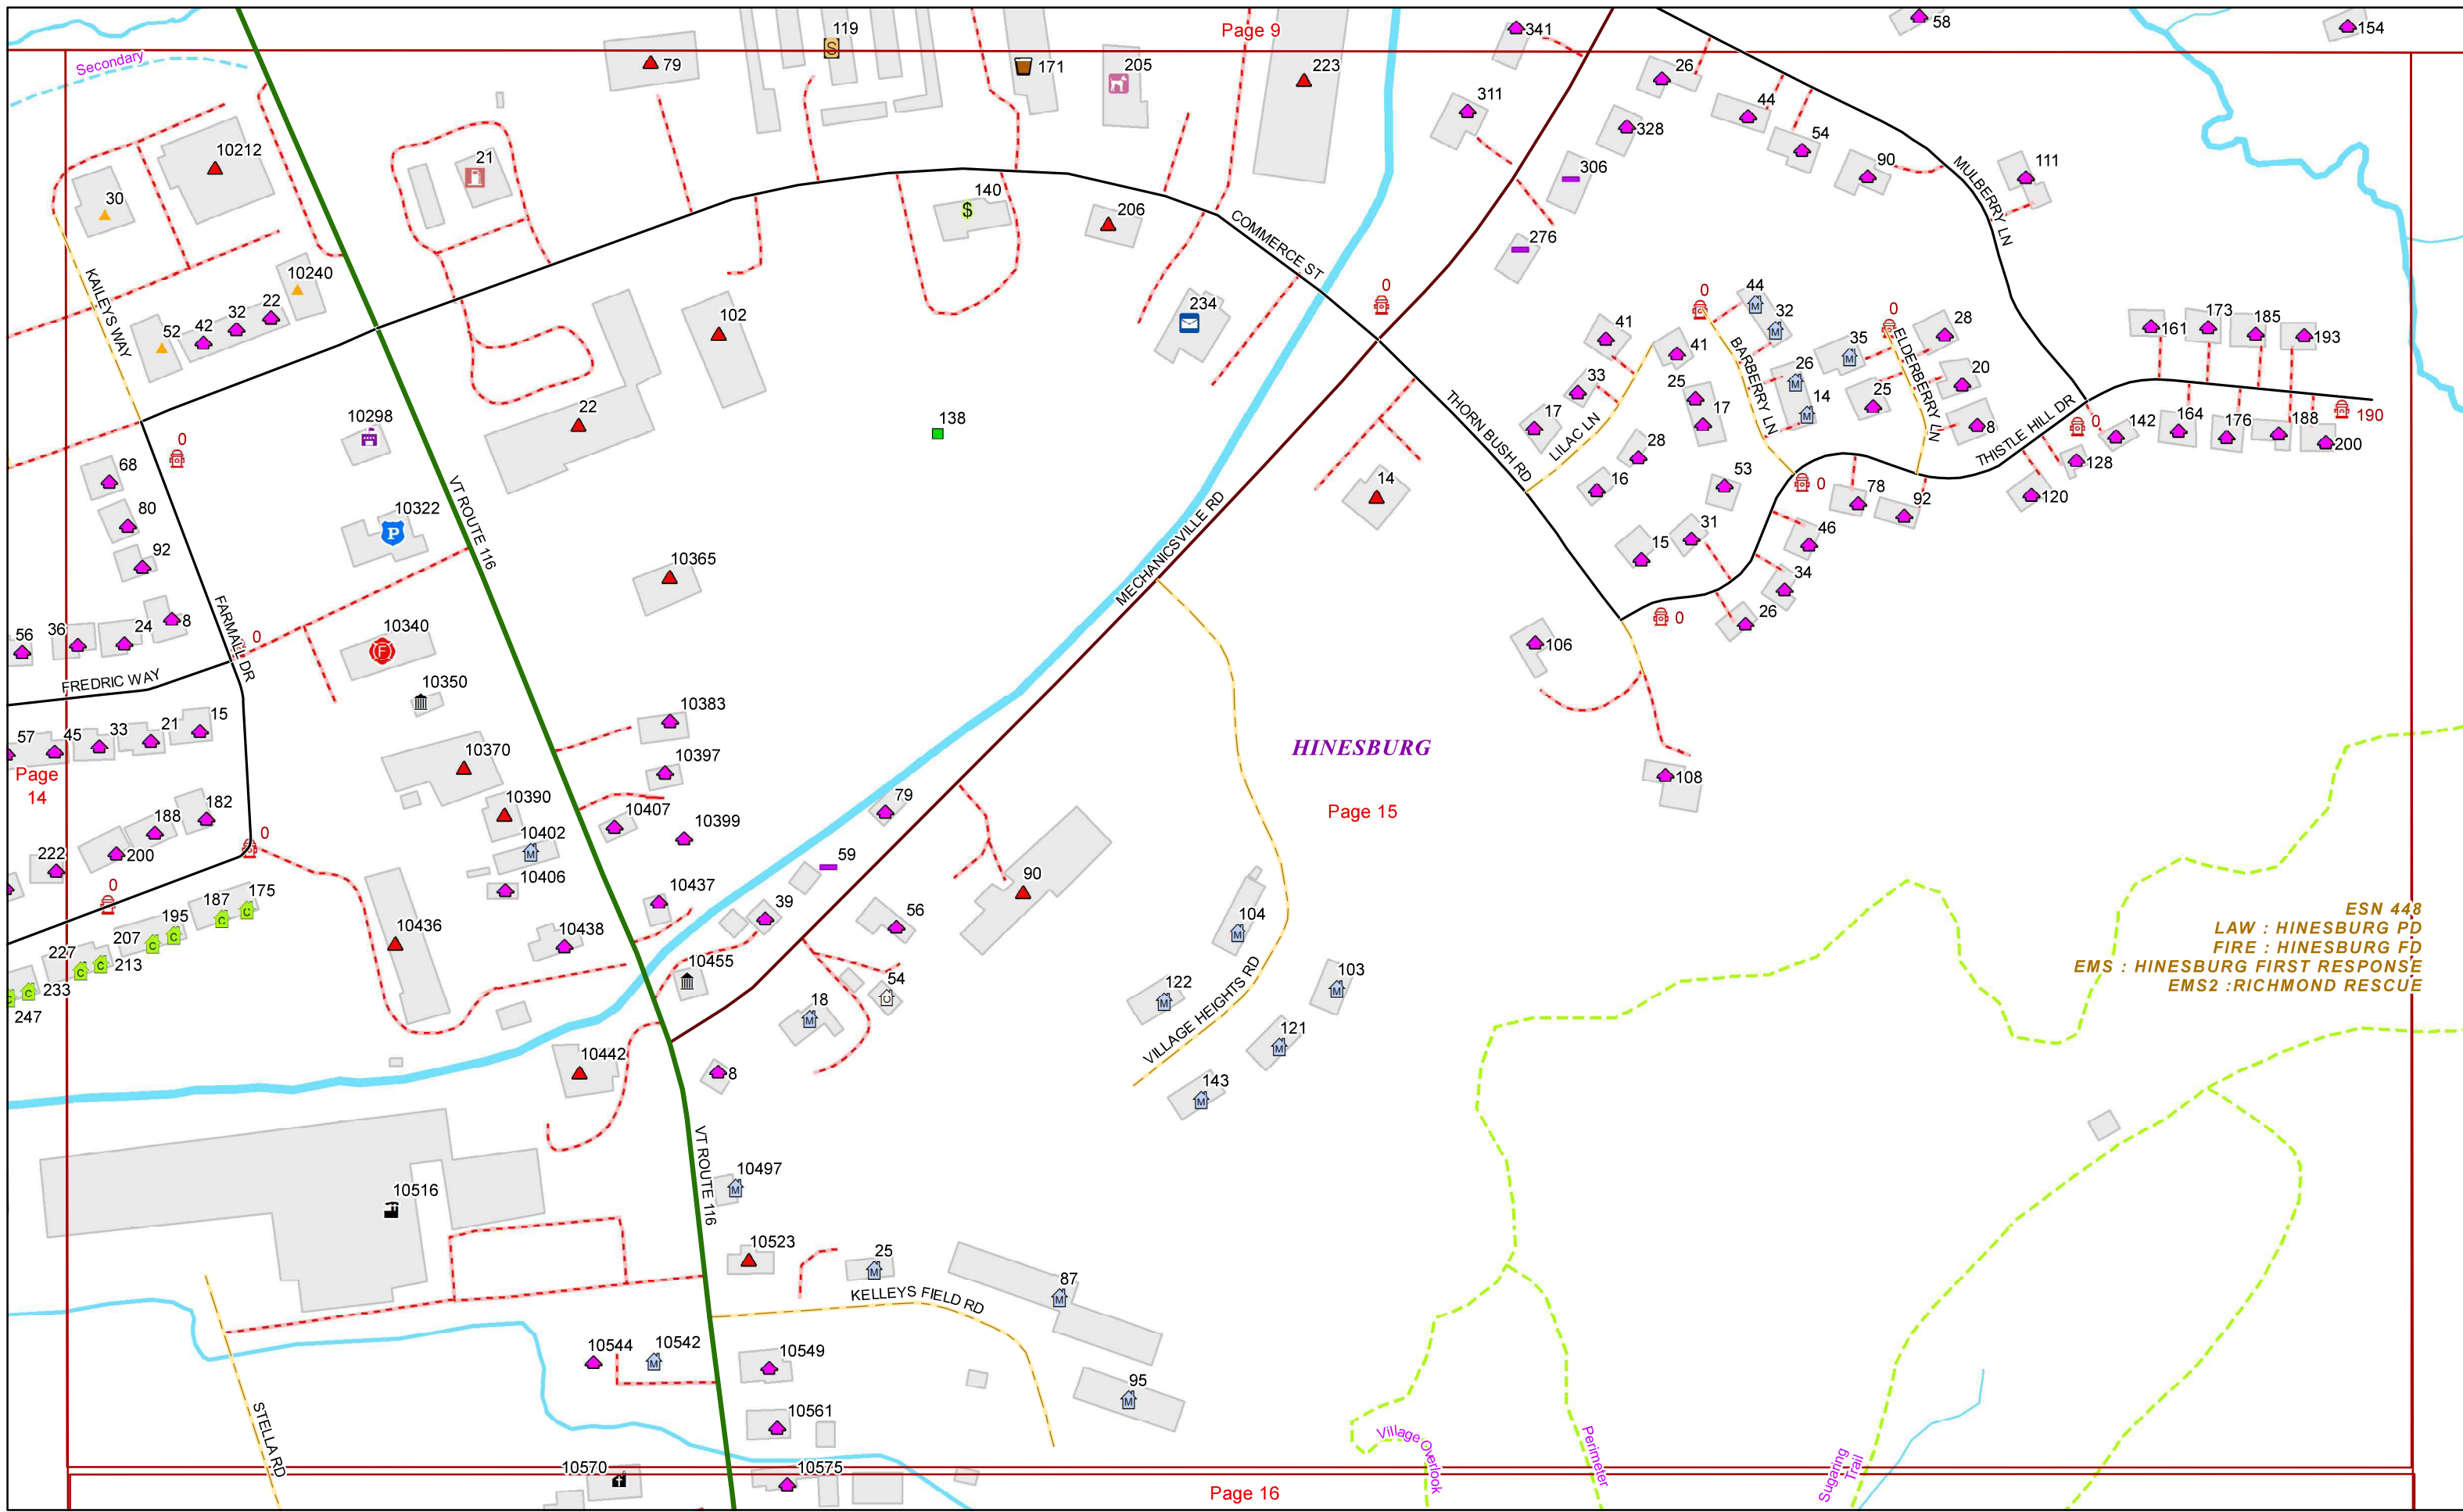 Page 9
119
341
58
154
Secondary
79
S
171
205
223
26
311
44
328
54
10212
21
90
MULBERRY LN
111
306
30
140
$
206
COMMERCE ST
276
10240
KAILEYS WAY
22
32
42
52
102
234
0
0
44
M
32
M
0
28
161
173
185
193
41
41
BARBERRY LN
35
M
ELDERBERRY LN
26
M
20
33
25
14
M
25
17
17
8
THISTLE HILL DR
0
142
164
176
188
200
190
10298
22
138
0
THORN BUSH RD
LILAC LN
28
128
68
VT ROUTE 116
14
16
53
0
78
92
120
80
10322
P
MECHANICSVILLE RD
31
46
92
10365
15
34
FARMALL DR
26
0
56
36
24
8
0
10340
F
106
FREDRIC WAY
10350
10383
57
45
33
21
15
HINESBURG
10397
Page
14
10370
108
79
Page 15
182
10390
10407
10399
188
0
10402
M
200
222
59
10406
90
0
175
187
C
C
10437
39
56
195
207
C
C
10436
10438
104
M
ESN 448
LAW : HINESBURG PD
FIRE : HINESBURG FD
EMS : HINESBURG FIRST RESPONSE
EMS2 :RICHMOND RESCUE
227
C
C
213
10455
54
122
M
VILLAGE HEIGHTS RD
103
M
233
C
C
247
18
M
121
M
10442
8
143
M
VT ROUTE 116
10497
M
10516
10523
25
M
87
M
KELLEYS FIELD RD
10544
10542
M
10549
95
M
STELLA RD
10561
Village Overlook
Perimeter
Sugaring
Trail
10570
10575
Page 16